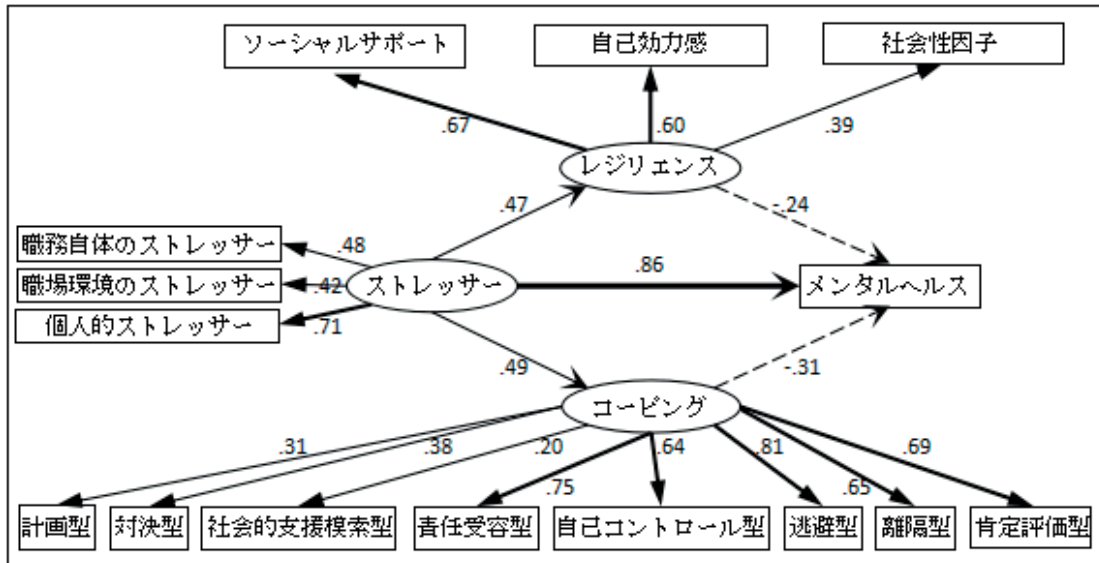 ソーシャルサポート
自己効力感
社会性因子
.67
.60
.39
レジリエンス
.47
-.24
職務自体のストレッサー
.48
.86
職場環境のストレッサー
.42
ストレッサー
メンタルヘルス
個人的ストレッサー
.71
.49
-.31
コーピング
.31
.38
.20
.64
.81
.69
.75
.65
計画型
対決型
社会的支援模索型
責任受容型
自己コントロール型
逃避型
離隔型
肯定評価型